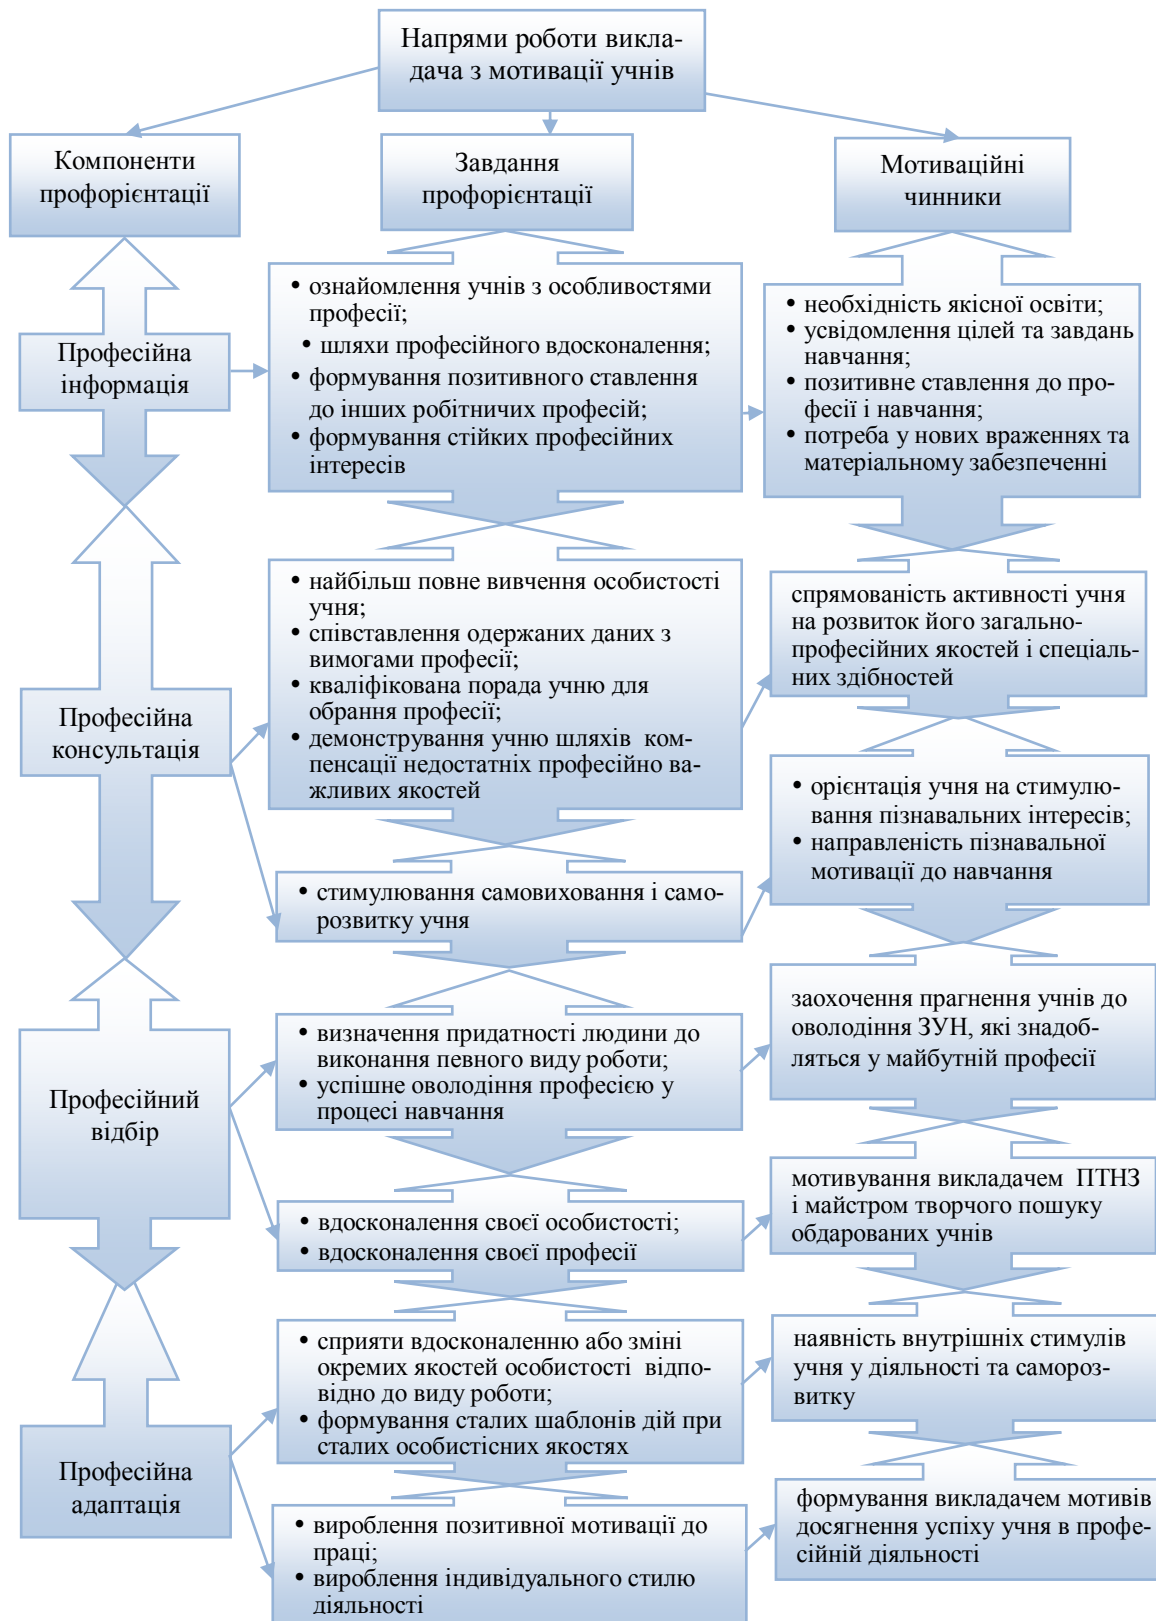 Напрями роботи викла-
дача з мотивації учнів
Компоненти
профорієнтації
Завдання
профорієнтації
Мотиваційні
чинники
Професійна
інформація
• ознайомлення учнів з особливостями
професії;
• шляхи професійного вдосконалення;
• формування позитивного ставлення
до інших робітничих професій;
• формування стійких професійних
інтересів
• необхідність якісної освіти;
• усвідомлення цілей та завдань
навчання;
• позитивне ставлення до про-
фесії і навчання;
• потреба у нових враженнях та
матеріальному забезпеченні
Професійна
консультація
• найбільш повне вивчення особистості
учня;
• співставлення одержаних даних з
вимогами професії;
• кваліфікована порада учню для
обрання професії;
• демонстрування учню шляхів ком-
пенсації недостатніх професійно ва-
жливих якостей
спрямованість активності учня
на розвиток його загально-
професійних якостей і спеціаль-
них здібностей
• стимулювання самовиховання і само-
розвитку учня
• орієнтація учня на стимулю-
вання пізнавальних інтересів;
• направленість пізнавальної
мотивації до навчання
Професійний
відбір
• визначення придатності людини до
виконання певного виду роботи;
• успішне оволодіння професією у
процесі навчання
заохочення прагнення учнів до
оволодіння ЗУН, які знадоб-
ляться у майбутній професії
• вдосконалення своєї особистості;
• вдосконалення своєї професії
мотивування викладачем ПТНЗ
і майстром творчого пошуку
обдарованих учнів
Професійна
адаптація
• сприяти вдосконаленню або зміні
окремих якостей особистості відпо-
відно до виду роботи;
• формування сталих шаблонів дій при
сталих особистісних якостях
наявність внутрішніх стимулів
учня у діяльності та самороз-
витку
• вироблення позитивної мотивації до
праці;
• вироблення індивідуального стилю
діяльності
формування викладачем мотивів
досягнення успіху учня в профе-
сійній діяльності